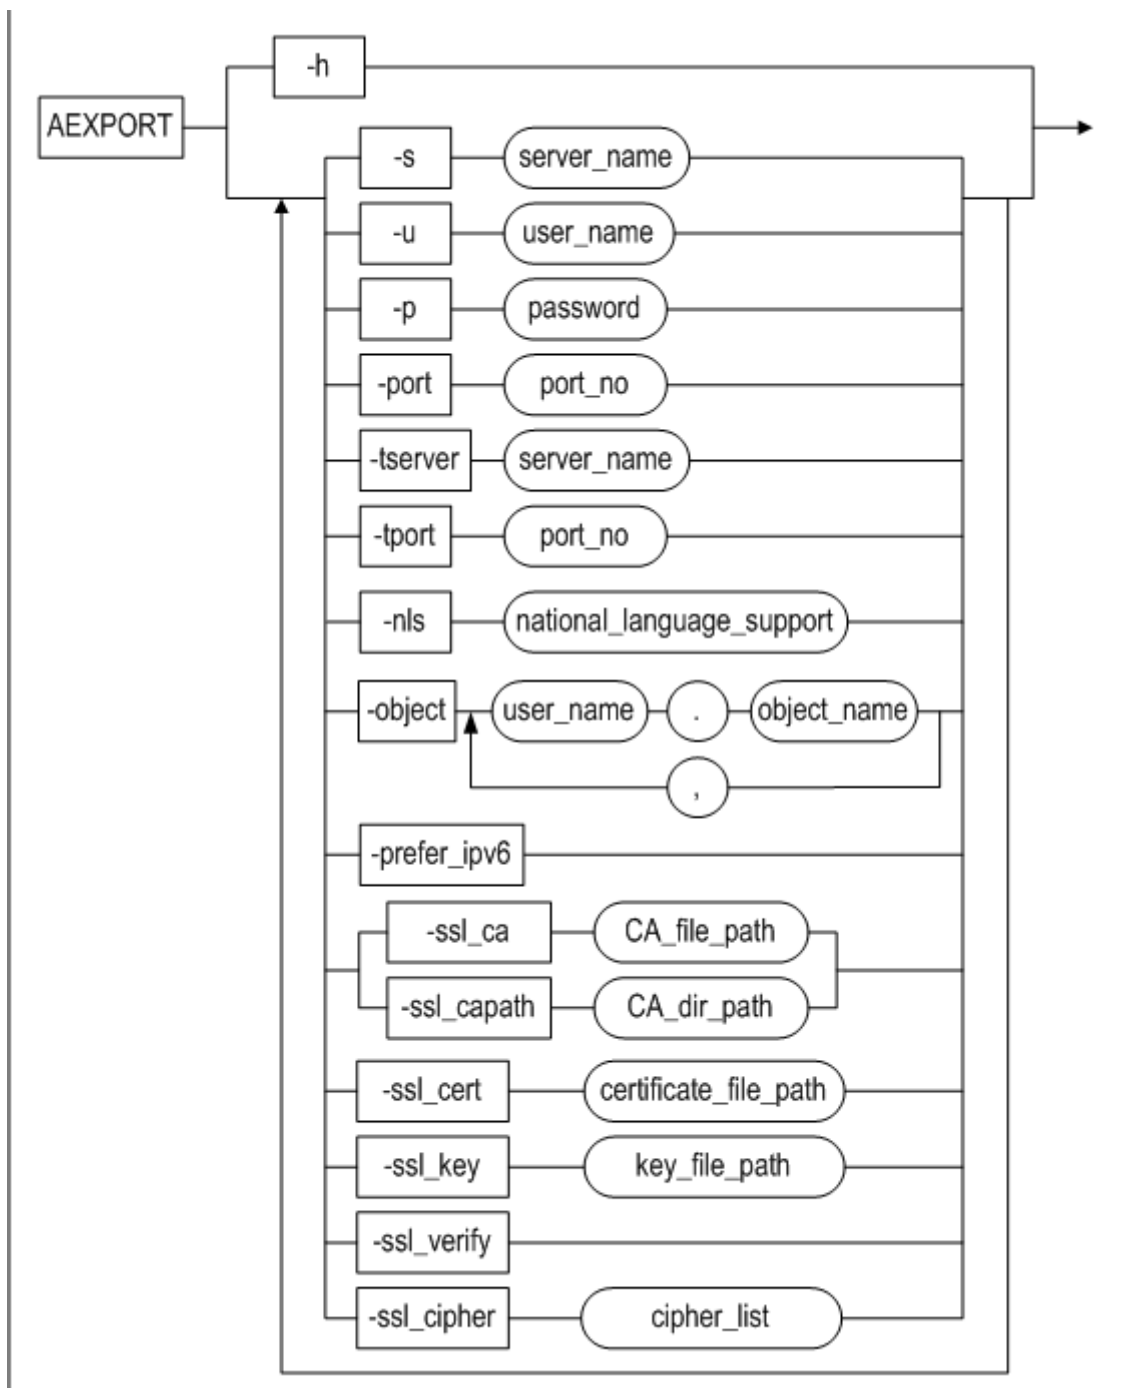 -h
AEXPORT
-s server_name
-u user_name
-p password
-port port_no
-tserver server_name
-tport port_no
-nls national_language_support
-object user_name . object_name
,
-prefer_ipv6
-ssl_ca CA_file_path
-ssl_capath CA_dir_path
-ssl_cert certificate_file_path
-ssl_key key_file_path
-ssl_verify
-ssl_cipher cipher_list